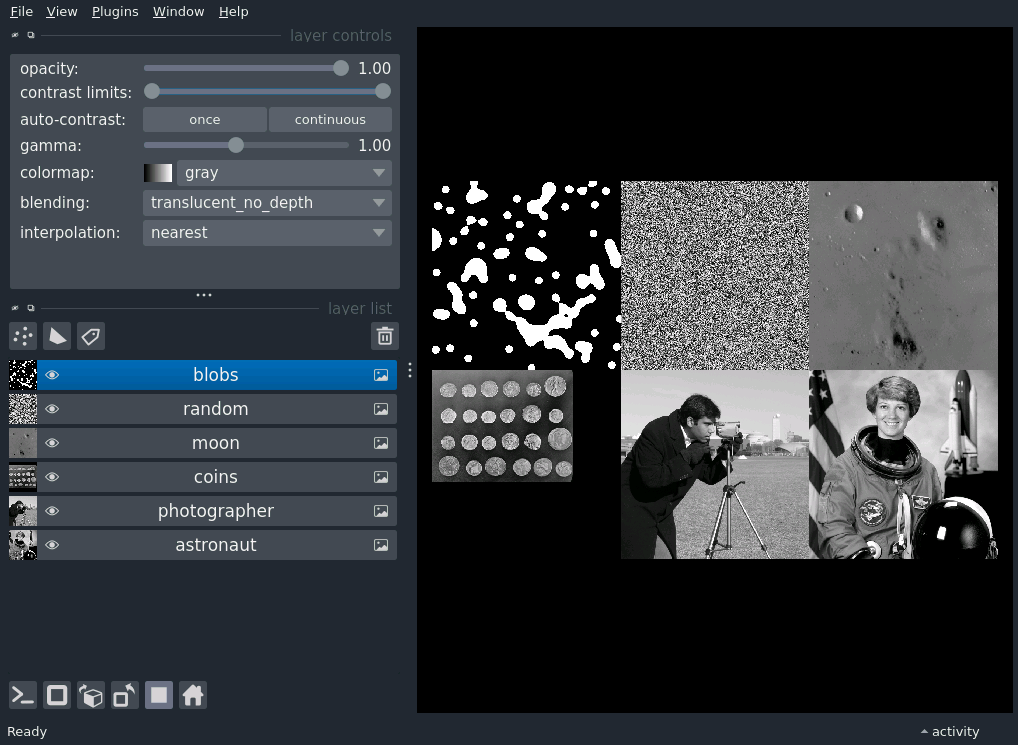 File View Plugins Window Help
layer controls
opacity: 1.00
contrast limits:
auto-contrast: once continuous
gamma: 1.00
colormap: gray
blending: translucent_no_depth
interpolation: nearest
layer list
blobs
random
moon
coins
photographer
astronaut
Ready
activity